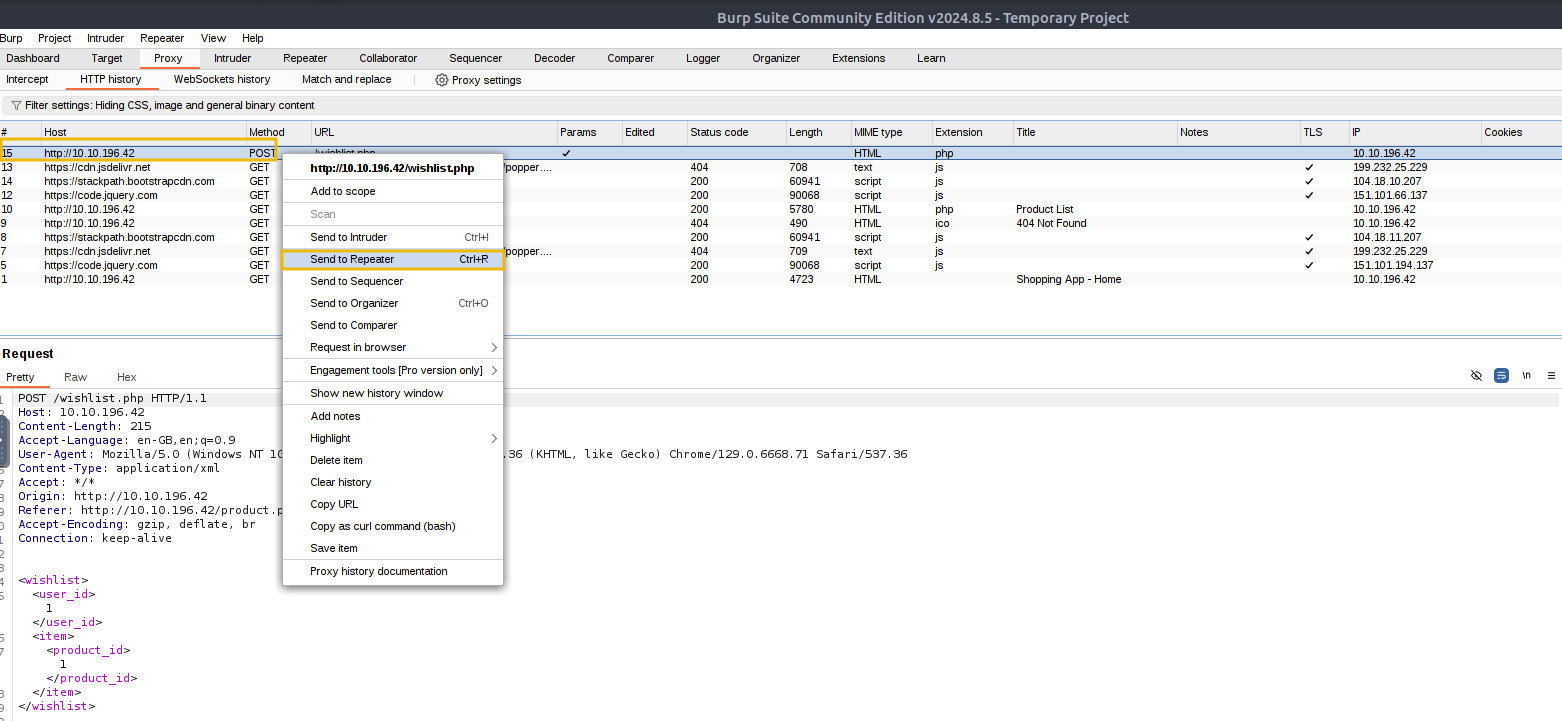 Burp Suite Community Edition v2024.8.5 - Temporary Project
Burp Project Intruder Repeater View Help
Dashboard Target Proxy Intruder Repeater Collaborator Sequencer Decoder Comparer Logger Organizer Extensions Learn
Intercept HTTP history WebSockets history Match and replace Proxy settings
Filter settings: Hiding CSS, image and general binary content
# Host Method URL Params Edited Status code Length MIME type Extension Title Notes TLS IP Cookies
15 http://10.10.196.42 POST /wishlist.php ✓ HTML php 10.10.196.42
13 https://cdn.jsdelivr.net GET /popper.... 404 708 text js ✓ 199.232.25.229
14 https://stackpath.bootstrapcdn.com GET 200 60941 script js ✓ 104.18.10.207
12 https://code.jquery.com GET 200 90068 script js ✓ 151.101.66.137
10 http://10.10.196.42 GET 200 5780 HTML php Product List 10.10.196.42
9 http://10.10.196.42 GET 404 490 HTML ico 404 Not Found 10.10.196.42
8 https://stackpath.bootstrapcdn.com GET 200 60941 script js ✓ 104.18.11.207
7 https://cdn.jsdelivr.net GET /popper.... 404 709 text js ✓ 199.232.25.229
5 https://code.jquery.com GET 200 90068 script js ✓ 151.101.194.137
1 http://10.10.196.42 GET 200 4723 HTML Shopping App - Home 10.10.196.42
http://10.10.196.42/wishlist.php
Add to scope
Scan
Send to Intruder Ctrl+I
Send to Repeater Ctrl+R
Send to Sequencer
Send to Organizer Ctrl+O
Send to Comparer
Request in browser
Engagement tools [Pro version only]
Show new history window
Add notes
Highlight
Delete item
Clear history
Copy URL
Copy as curl command (bash)
Save item
Proxy history documentation
Request
Pretty Raw Hex \n
POST /wishlist.php HTTP/1.1
Host: 10.10.196.42
Content-Length: 215
Accept-Language: en-GB,en;q=0.9
User-Agent: Mozilla/5.0 (Windows NT 10 .36 (KHTML, like Gecko) Chrome/129.0.6668.71 Safari/537.36
Content-Type: application/xml
Accept: */*
Origin: http://10.10.196.42
Referer: http://10.10.196.42/product.p
Accept-Encoding: gzip, deflate, br
Connection: keep-alive
<wishlist>
<user_id>
1
</user_id>
<item>
<product_id>
1
</product_id>
</item>
</wishlist>